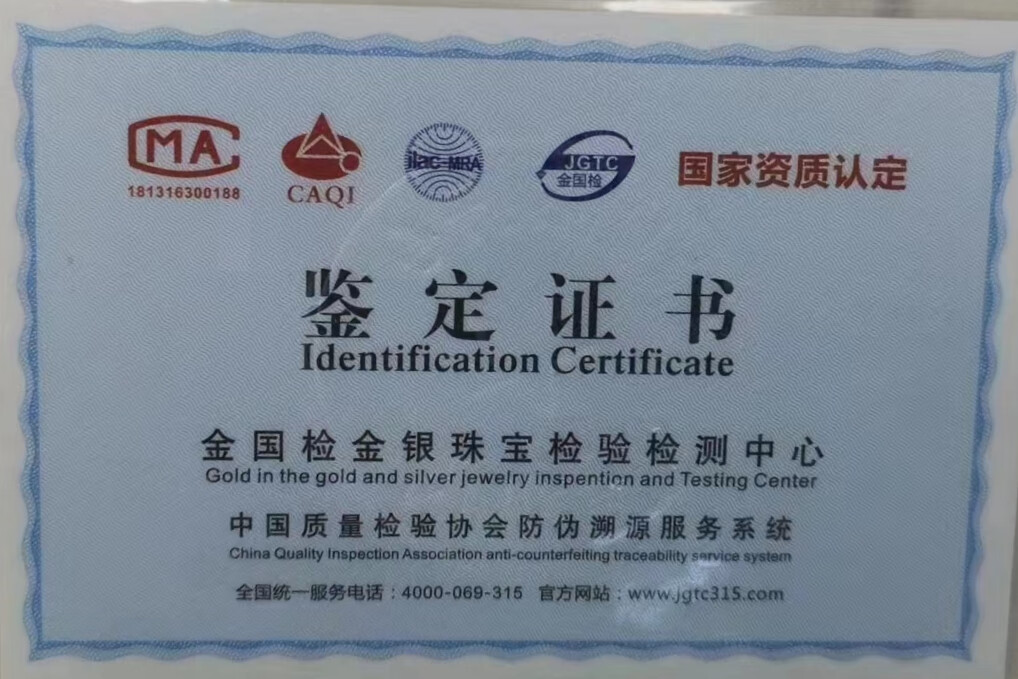 MA
181316300188
CAQI
ilac-MRA
JGTC
金国检
国家资质认定
鉴定证书
Identification Certificate
金国检金银珠宝检验检测中心
Gold in the gold and silver jewelry inspention and Testing Center
中国质量检验协会防伪溯源服务系统
China Quality Inspection Association anti-counterfeiting traceability service system
全国统一服务电话：4000-069-315 官方网站：www.jgtc315.com